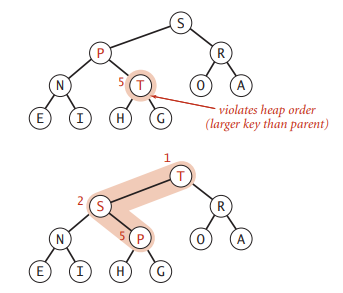 S
P R
5 T
N O A
E I H G
violates heap order
(larger key than parent)
1
T
2 S R
5 P
N O A
E I H G